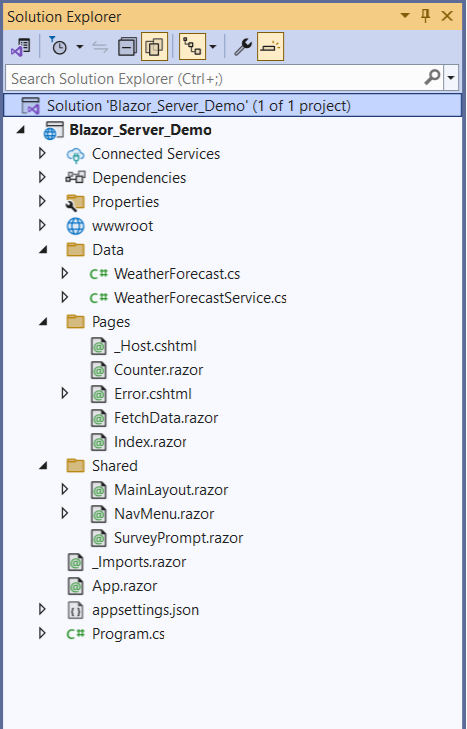 Solution Explorer
Search Solution Explorer (Ctrl+;)
Solution 'Blazor_Server_Demo' (1 of 1 project)
Blazor_Server_Demo
Connected Services
Dependencies
Properties
wwwroot
Data
C# WeatherForecast.cs
C# WeatherForecastService.cs
Pages
_Host.cshtml
Counter.razor
Error.cshtml
FetchData.razor
Index.razor
Shared
MainLayout.razor
NavMenu.razor
SurveyPrompt.razor
_Imports.razor
App.razor
appsettings.json
C# Program.cs